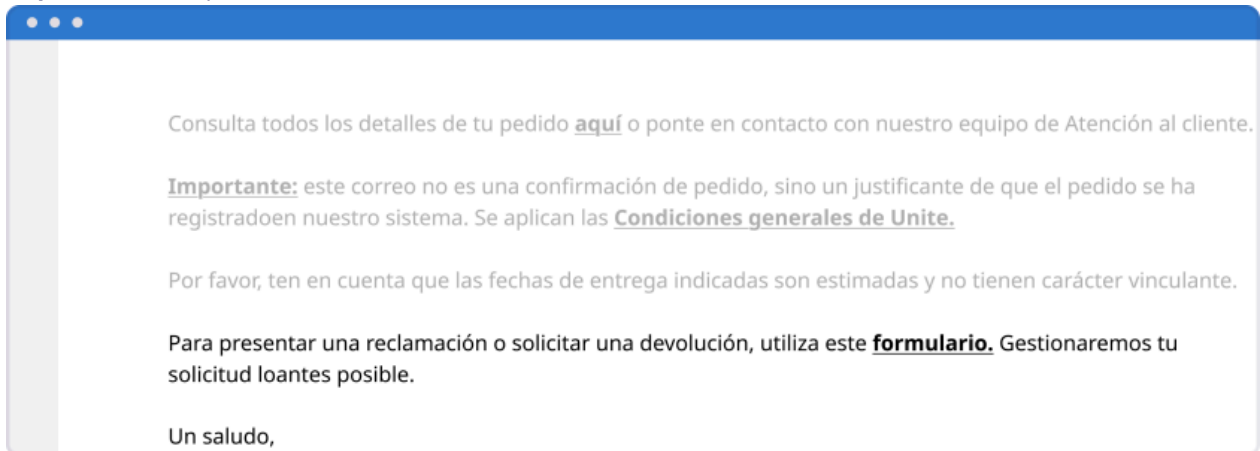 Consulta todos los detalles de tu pedido aquí o ponte en contacto con nuestro equipo de Atención al cliente.
Importante: este correo no es una confirmación de pedido, sino un justificante de que el pedido se ha
registradoen nuestro sistema. Se aplican las Condiciones generales de Unite.
Por favor, ten en cuenta que las fechas de entrega indicadas son estimadas y no tienen carácter vinculante.
Para presentar una reclamación o solicitar una devolución, utiliza este formulario. Gestionaremos tu
solicitud loantes posible.
Un saludo,